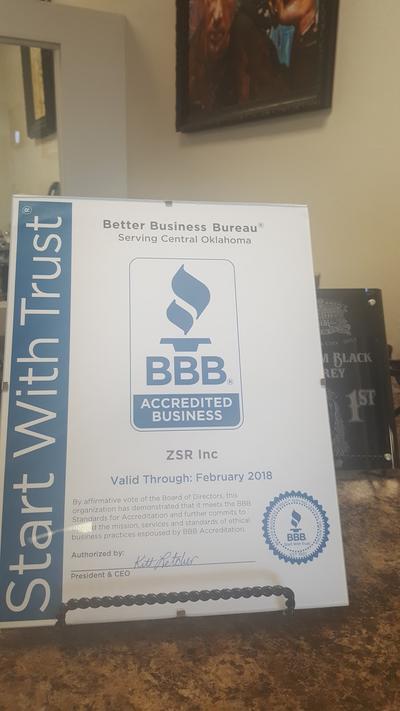 Start With Trust®
Better Business Bureau®
Serving Central Oklahoma
BBB®
ACCREDITED
BUSINESS
ZSR Inc
Valid Through: February 2018
By affirmative vote of the Board of Directors, this
organization has demonstrated that it meets the BBB
Standards for Accreditation and further commits to
the mission, services and standards of ethical
business practices espoused by BBB Accreditation.
Authorized by:
President & CEO
BBB
Start With Trust
M BLACK
REY
1ST